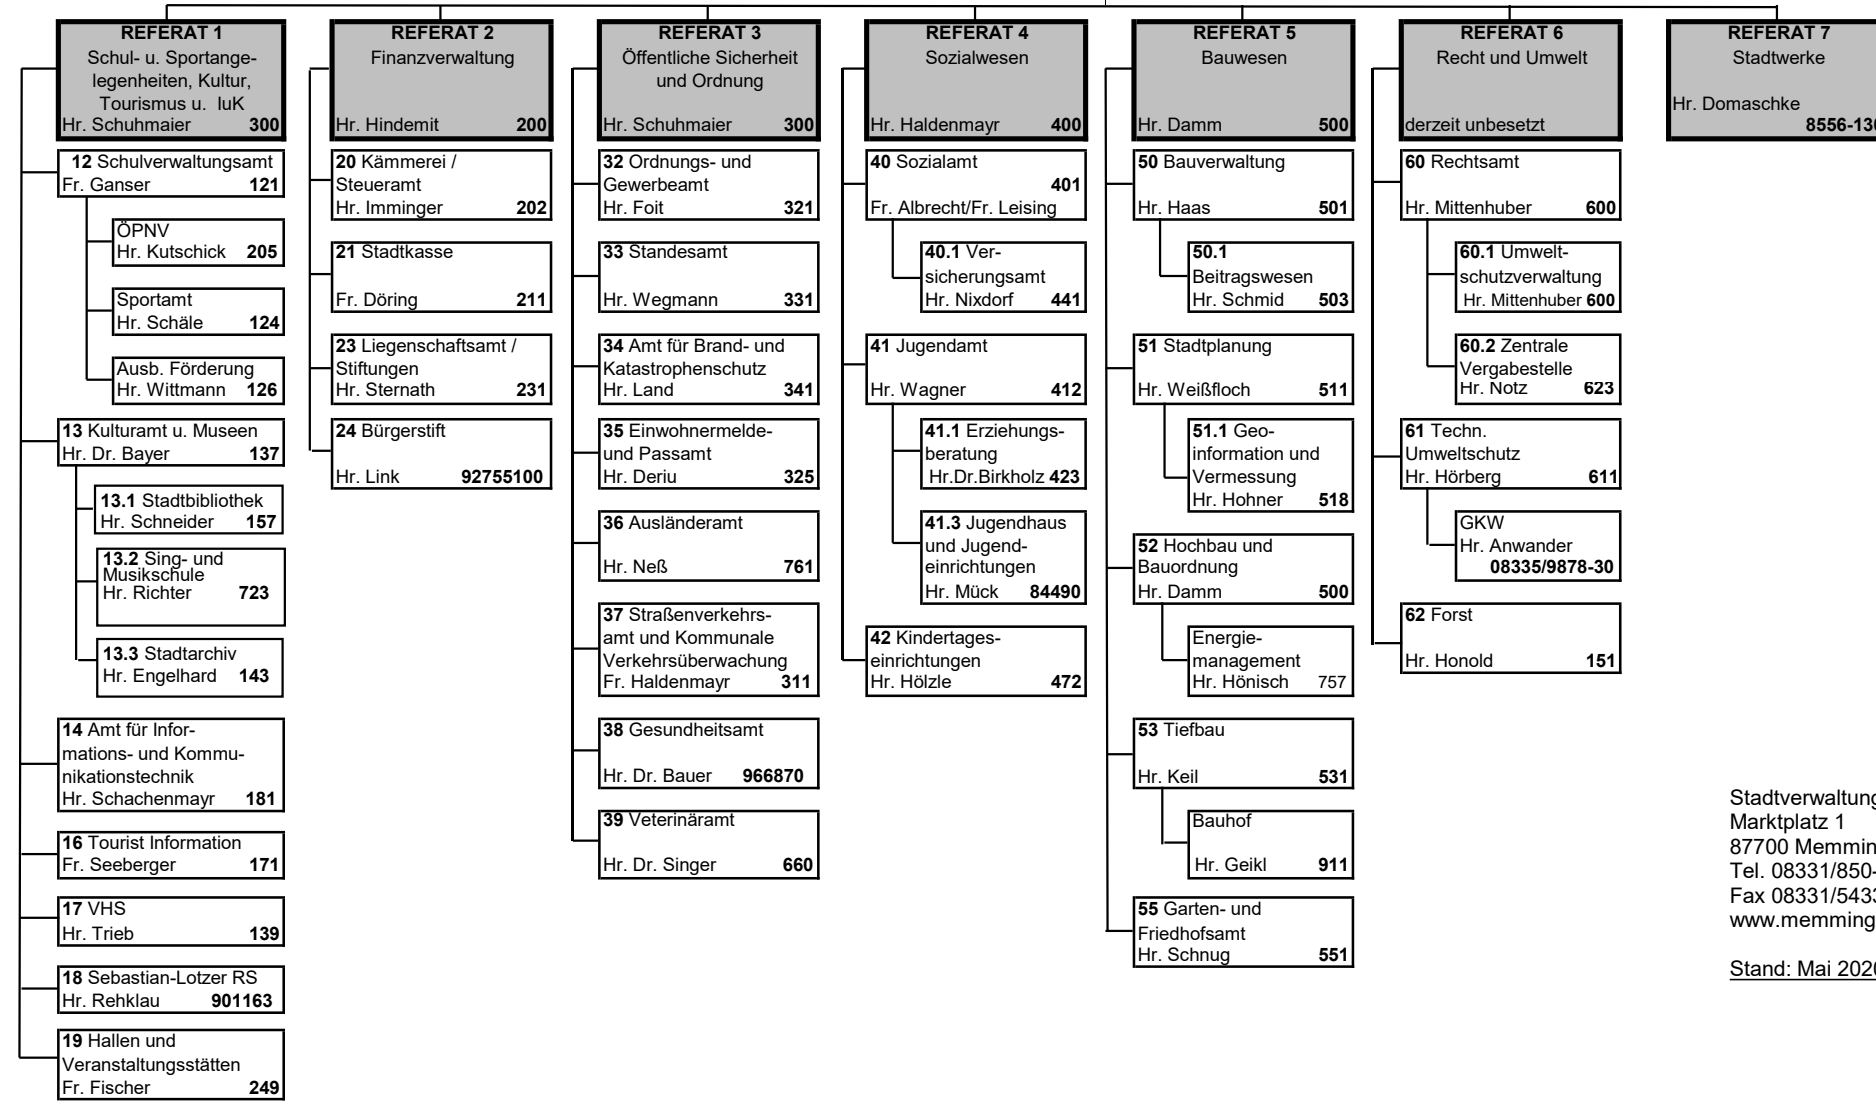 REFERAT 1
Schul- u. Sportange-
legenheiten, Kultur,
Tourismus u. IuK
Hr. Schuhmaier 300
12 Schulverwaltungsamt
Fr. Ganser 121
ÖPNV
Hr. Kutschick 205
Sportamt
Hr. Schäle 124
Ausb. Förderung
Hr. Wittmann 126
13 Kulturamt u. Museen
Hr. Dr. Bayer 137
13.1 Stadtbibliothek
Hr. Schneider 157
13.2 Sing- und
Musikschule
Hr. Richter 723
13.3 Stadtarchiv
Hr. Engelhard 143
14 Amt für Infor-
mations- und Kommu-
nikationstechnik
Hr. Schachenmayr 181
16 Tourist Information
Fr. Seeberger 171
17 VHS
Hr. Trieb 139
18 Sebastian-Lotzer RS
Hr. Rehklau 901163
19 Hallen und
Veranstaltungsstätten
Fr. Fischer 249
REFERAT 2
Finanzverwaltung
Hr. Hindemit 200
20 Kämmerei /
Steueramt
Hr. Imminger 202
21 Stadtkasse
Fr. Döring 211
23 Liegenschaftsamt /
Stiftungen
Hr. Sternath 231
24 Bürgerstift
Hr. Link 92755100
REFERAT 3
Öffentliche Sicherheit
und Ordnung
Hr. Schuhmaier 300
32 Ordnungs- und
Gewerbeamt
Hr. Foit 321
33 Standesamt
Hr. Wegmann 331
34 Amt für Brand- und
Katastrophenschutz
Hr. Land 341
35 Einwohnermelde-
und Passamt
Hr. Deriu 325
36 Ausländeramt
Hr. Neß 761
37 Straßenverkehrs-
amt und Kommunale
Verkehrsüberwachung
Fr. Haldenmayr 311
38 Gesundheitsamt
Hr. Dr. Bauer 966870
39 Veterinäramt
Hr. Dr. Singer 660
REFERAT 4
Sozialwesen
Hr. Haldenmayr 400
40 Sozialamt
401
Fr. Albrecht/Fr. Leising
40.1 Ver-
sicherungsamt
Hr. Nixdorf 441
41 Jugendamt
Hr. Wagner 412
41.1 Erziehungs-
beratung
Hr.Dr.Birkholz 423
41.3 Jugendhaus
und Jugend-
einrichtungen
Hr. Mück 84490
42 Kindertages-
einrichtungen
Hr. Hölzle 472
REFERAT 5
Bauwesen
Hr. Damm 500
50 Bauverwaltung
Hr. Haas 501
50.1
Beitragswesen
Hr. Schmid 503
51 Stadtplanung
Hr. Weißfloch 511
51.1 Geo-
information und
Vermessung
Hr. Hohner 518
52 Hochbau und
Bauordnung
Hr. Damm 500
Energie-
management
Hr. Hönisch 757
53 Tiefbau
Hr. Keil 531
Bauhof
Hr. Geikl 911
55 Garten- und
Friedhofsamt
Hr. Schnug 551
REFERAT 6
Recht und Umwelt
derzeit unbesetzt
60 Rechtsamt
Hr. Mittenhuber 600
60.1 Umwelt-
schutzverwaltung
Hr. Mittenhuber 600
60.2 Zentrale
Vergabestelle
Hr. Notz 623
61 Techn.
Umweltschutz
Hr. Hörberg 611
GKW
Hr. Anwander
08335/9878-30
62 Forst
Hr. Honold 151
REFERAT 7
Stadtwerke
Hr. Domaschke
8556-130
Stadtverwaltung
Marktplatz 1
87700 Memmin
Tel. 08331/850-
Fax 08331/5433
www.memming
Stand: Mai 2020